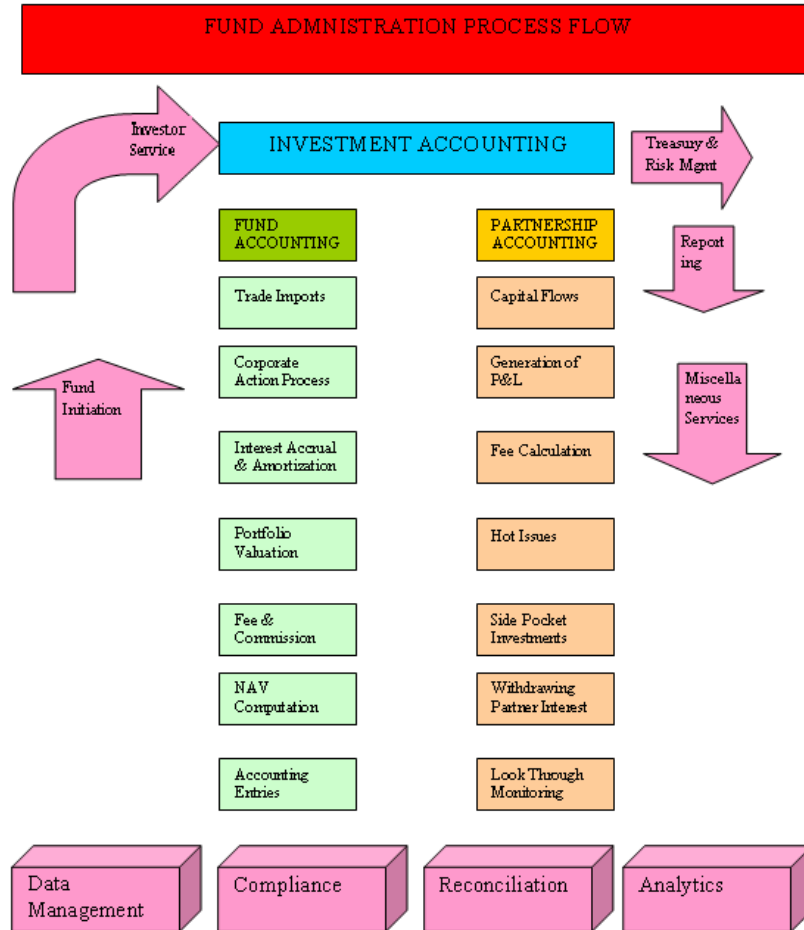 FUND ADMNISTRATION PROCESS FLOW
Investor
Service
INVESTMENT ACCOUNTING
Treasury &
Risk Mgmt
FUND
ACCOUNTING
PARTNERSHIP
ACCOUNTING
Report
ing
Trade Imports
Capital Flows
Corporate
Action Process
Generation of
P&L
Fund
Initiation
Miscella
neous
Services
Interest Accrual
& Amortization
Fee Calculation
Portfolio
Valuation
Hot Issues
Fee &
Commission
Side Pocket
Investments
NAV
Computation
Withdrawing
Partner Interest
Accounting
Entries
Look Through
Monitoring
Data
Management
Compliance
Reconciliation
Analytics